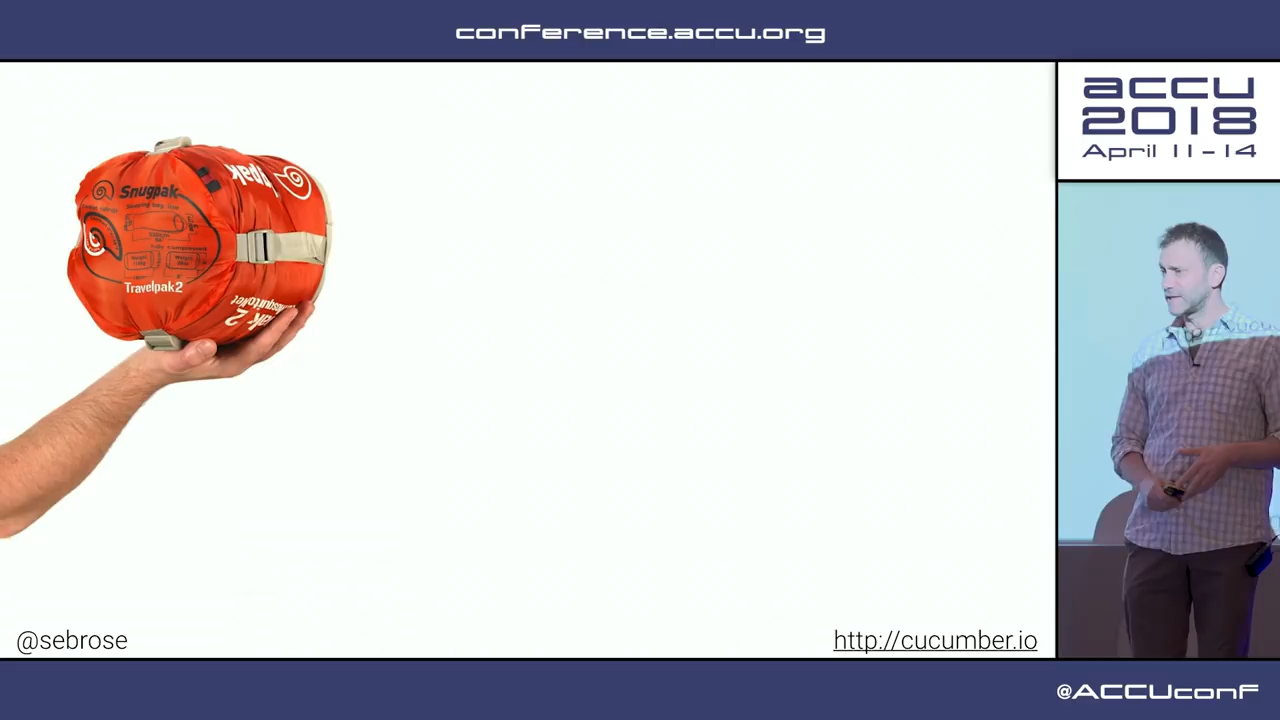 conference.accu.org
accu
2018
April 11-14
Snugpak
Travelpak2
@sebrose
http://cucumber.io
@ACCUconf